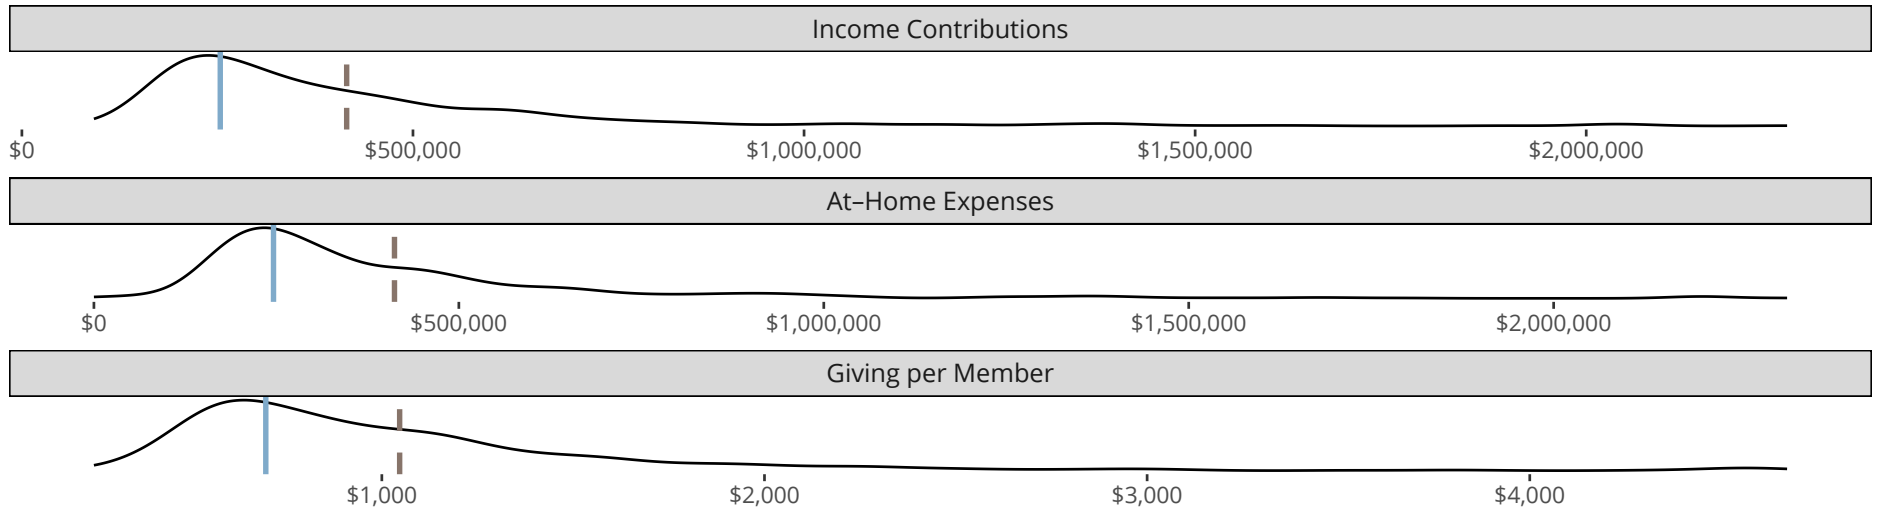 Income Contributions
$0 $500,000 $1,000,000 $1,500,000 $2,000,000
At–Home Expenses
$0 $500,000 $1,000,000 $1,500,000 $2,000,000
Giving per Member
$1,000 $2,000 $3,000 $4,000